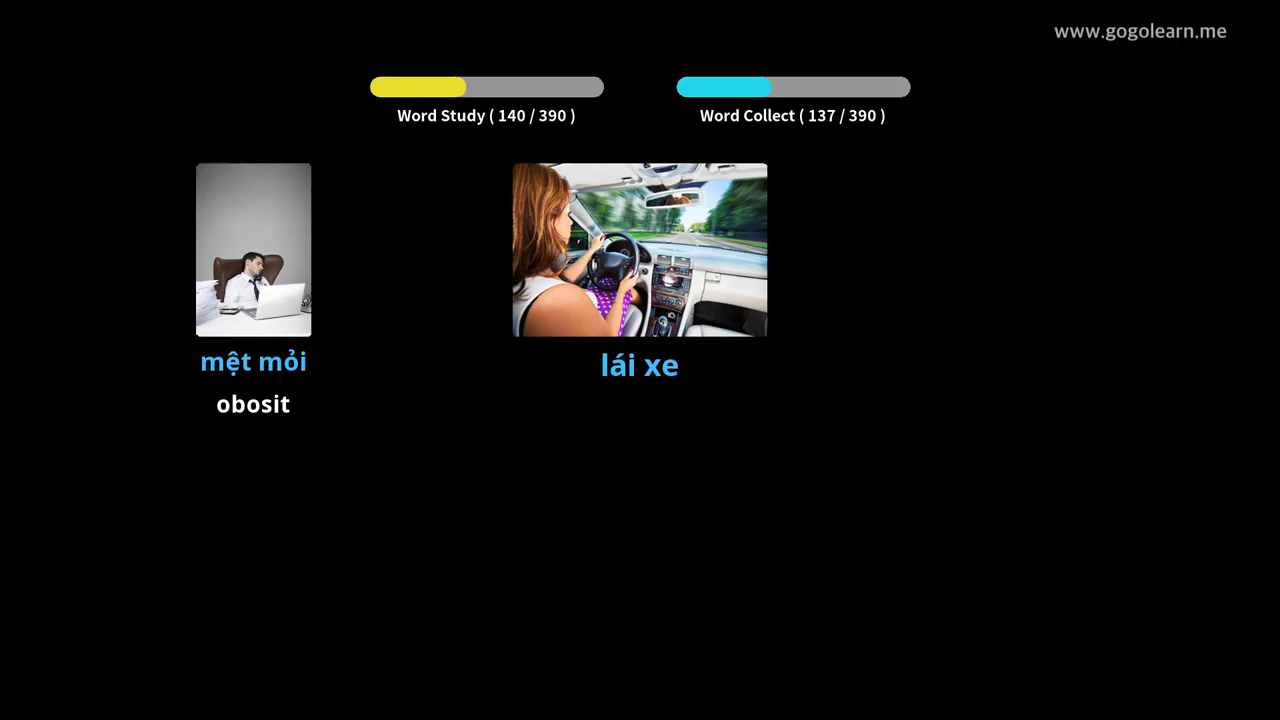 www.gogolearn.me
Word Study ( 140 / 390 )
Word Collect ( 137 / 390 )
mệt mỏi
lái xe
obosit